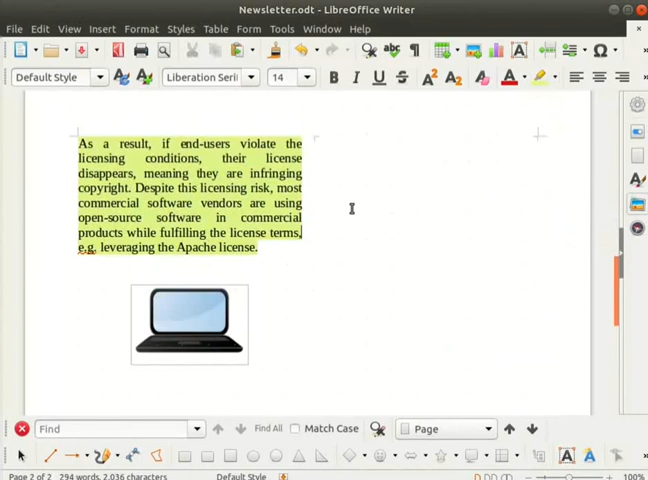 Newsletter.odt - LibreOffice Writer
File Edit View Insert Format Styles Table Form Tools Window Help
Default Style Liberation Seri 14
As a result, if end-users violate the
licensing conditions, their license
disappears, meaning they are infringing
copyright. Despite this licensing risk, most
commercial software vendors are using
open-source software in commercial
products while fulfilling the license terms,
e.g. leveraging the Apache license.
Find Find All Match Case Page
Page 2 of 2 294 words, 2,036 characters Default Style 100%